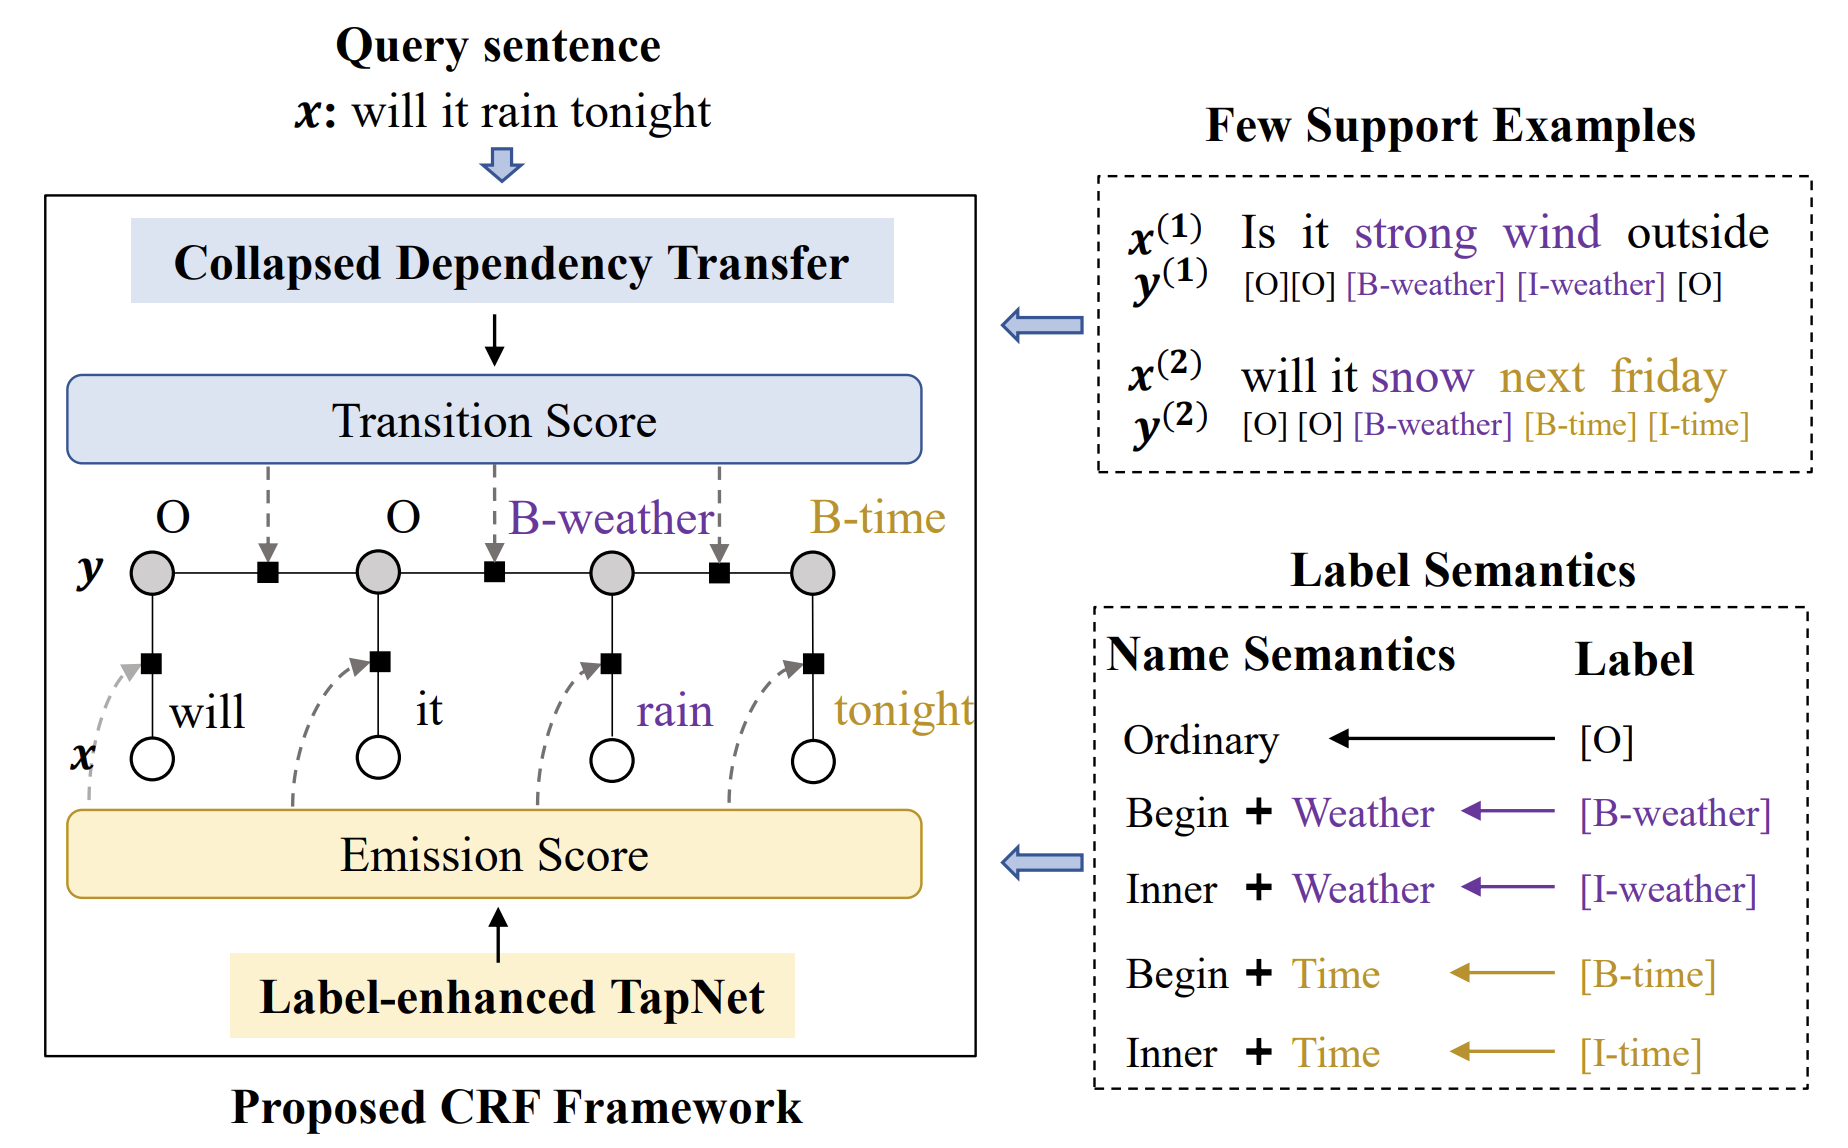 Query sentence
x: will it rain tonight
Collapsed Dependency Transfer
Transition Score
O O B-weather B-time
y
will it rain tonight
x
Emission Score
Label-enhanced TapNet
Proposed CRF Framework
Few Support Examples
x⁽¹⁾ Is it strong wind outside
y⁽¹⁾ [O][O] [B-weather] [I-weather] [O]
x⁽²⁾ will it snow next friday
y⁽²⁾ [O] [O] [B-weather] [B-time] [I-time]
Label Semantics
Name Semantics Label
Ordinary [O]
Begin + Weather [B-weather]
Inner + Weather [I-weather]
Begin + Time [B-time]
Inner + Time [I-time]